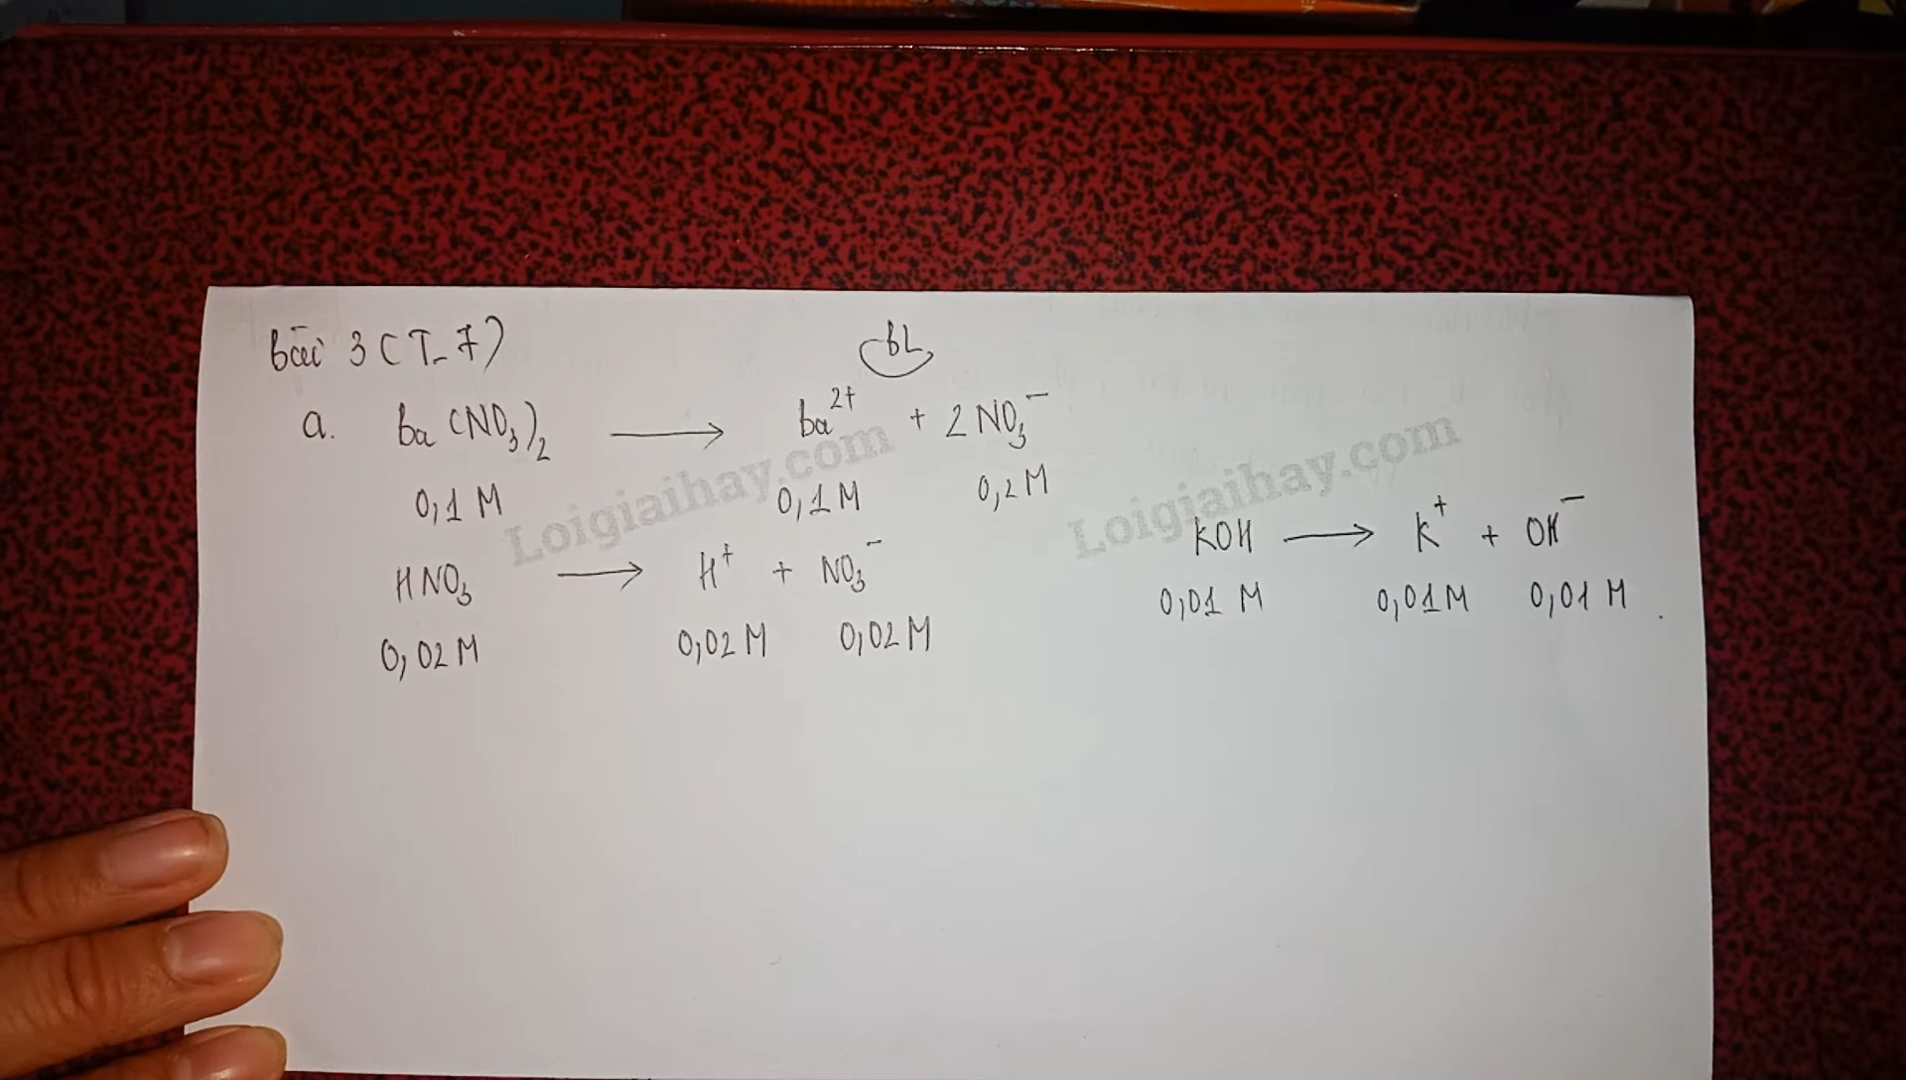 bài 3 (T-7)
BL
a. Ba(NO₃)₂ ⟶ Ba²⁺ + 2NO₃⁻
0,1 M 0,1 M 0,2 M
HNO₃ ⟶ H⁺ + NO₃⁻
0,02 M 0,02 M 0,02 M
KOH ⟶ K⁺ + OH⁻
0,01 M 0,01 M 0,01 M
Loigiaihay.com
Loigiaihay.com